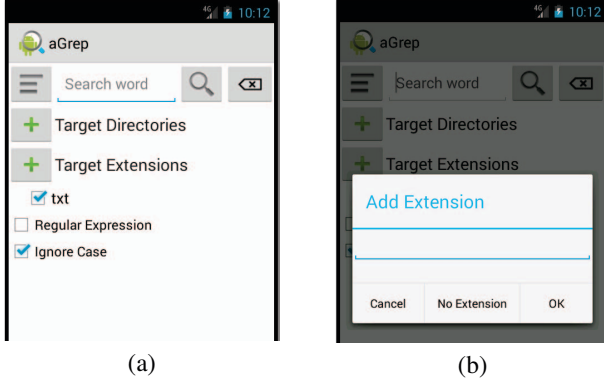 4G 10:12
aGrep
Search word
Target Directories
Target Extensions
txt
Regular Expression
Ignore Case
(a)
4G 10:12
aGrep
Search word
Target Directories
Target Extensions
Add Extension
Cancel No Extension OK
(b)